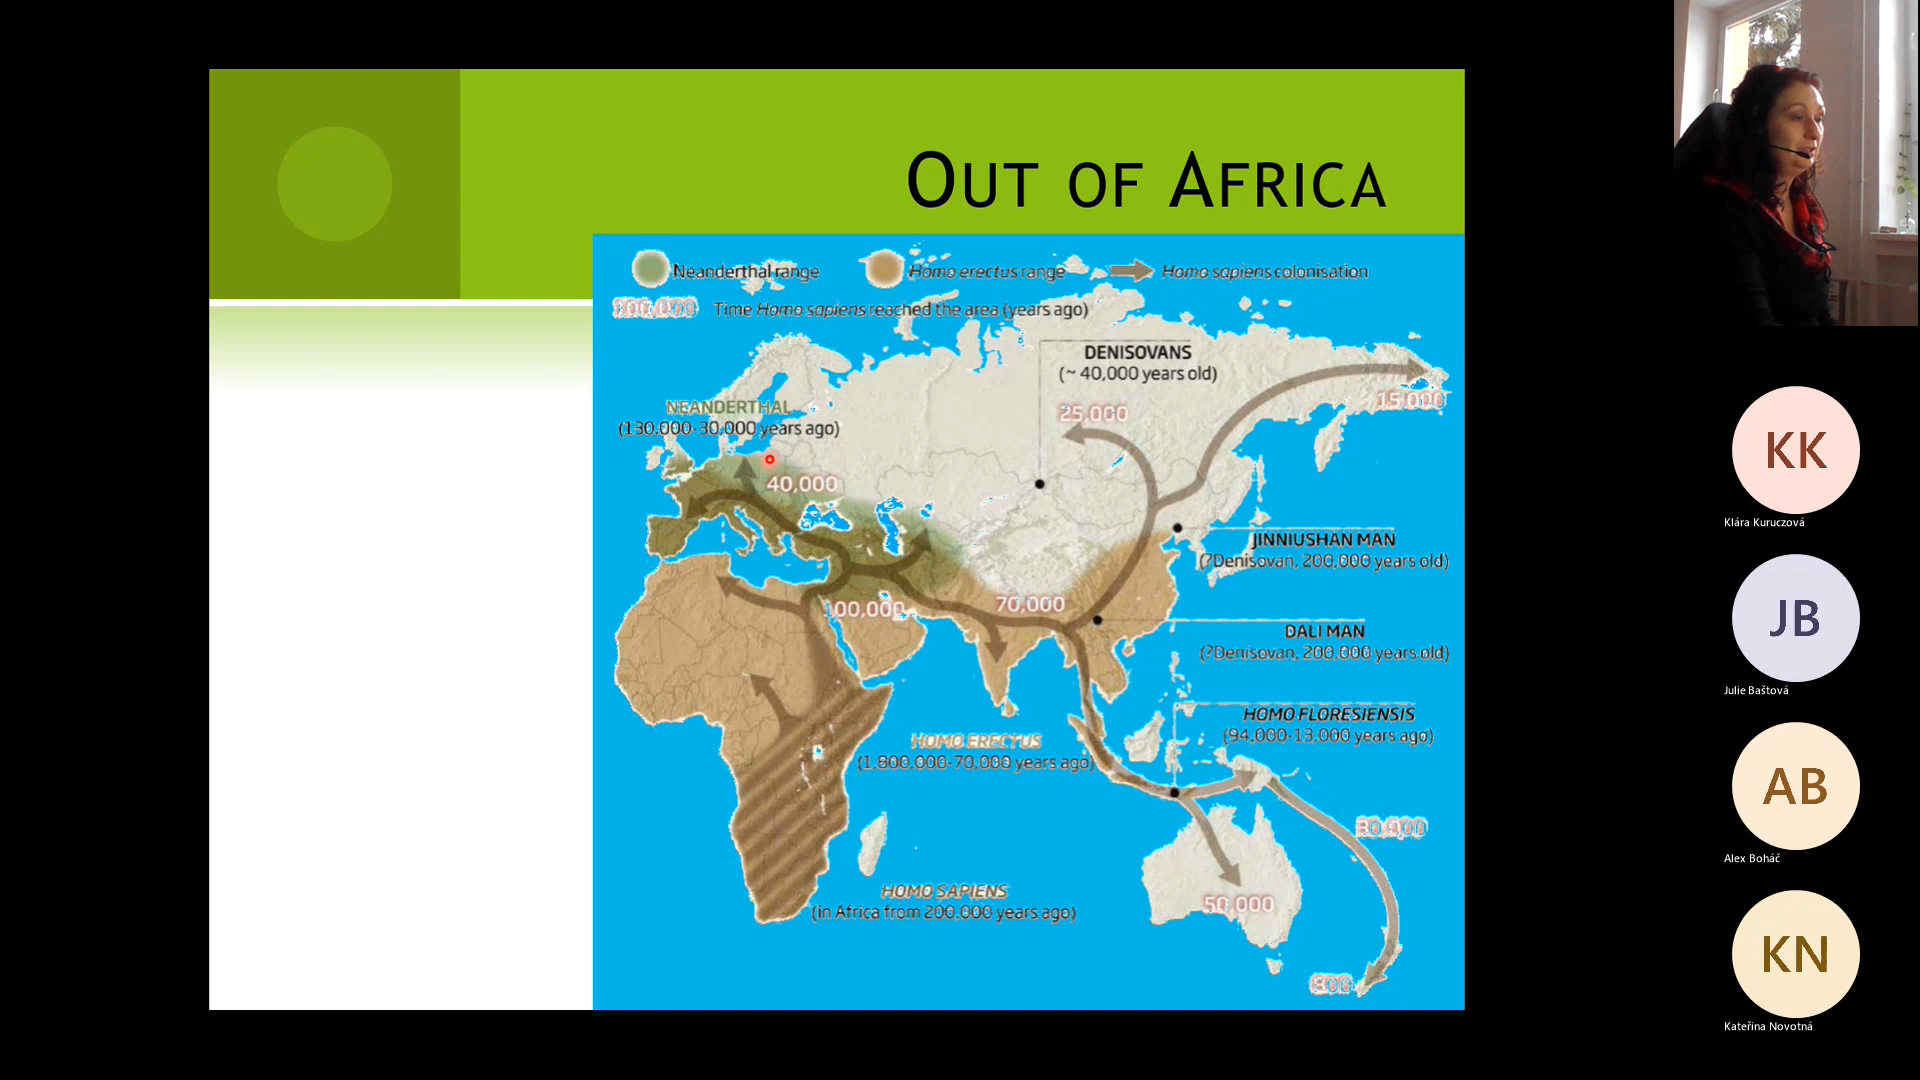 OUT OF AFRICA
Neanderthal range
Homo erectus range
Homo sapiens colonisation
100,000
Time Homo sapiens reached the area (years ago)
DENISOVANS
(~ 40,000 years old)
25,000
15,000
NEANDERTHAL
(130,000-30,000 years ago)
40,000
JINNIUSHAN MAN
(?Denisovan, 200,000 years old)
100,000
70,000
DALI MAN
(?Denisovan, 200,000 years old)
HOMO FLORESIENSIS
(94,000-13,000 years ago)
HOMO ERECTUS
(1,800,000-70,000 years ago)
HOMO SAPIENS
(in Africa from 200,000 years ago)
50,000
KK
Klára Kuruczová
JB
Julie Baštová
AB
Alex Boháč
KN
Kateřina Novotná